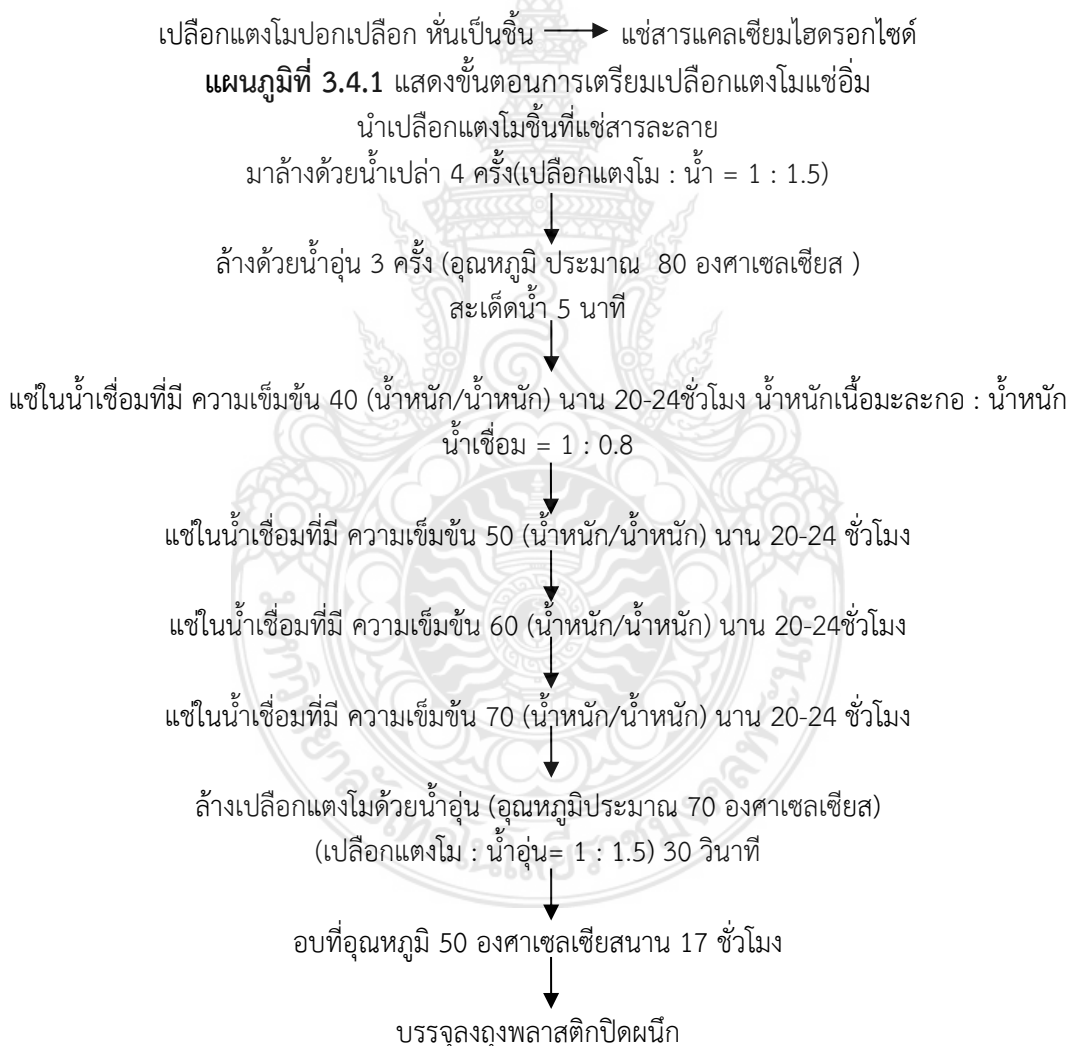 เปลือกแตงโมปอกเปลือก หั่นเป็นชิ้น แช่สารแคลเซียมไฮดรอกไซด์
แผนภูมิที่ 3.4.1 แสดงขั้นตอนการเตรียมเปลือกแตงโมแช่อิ่ม
นำเปลือกแตงโมชิ้นที่แช่สารละลาย
มาล้างด้วยน้ำเปล่า 4 ครั้ง(เปลือกแตงโม : น้ำ = 1 : 1.5)
ล้างด้วยน้ำอุ่น 3 ครั้ง (อุณหภูมิ ประมาณ 80 องศาเซลเซียส )
สะเด็ดน้ำ 5 นาที
แช่ในน้ำเชื่อมที่มี ความเข็มข้น 40 (น้ำหนัก/น้ำหนัก) นาน 20-24ชั่วโมง น้ำหนักเนื้อมะละกอ : น้ำหนัก
น้ำเชื่อม = 1 : 0.8
แช่ในน้ำเชื่อมที่มี ความเข็มข้น 50 (น้ำหนัก/น้ำหนัก) นาน 20-24 ชั่วโมง
แช่ในน้ำเชื่อมที่มี ความเข็มข้น 60 (น้ำหนัก/น้ำหนัก) นาน 20-24ชั่วโมง
แช่ในน้ำเชื่อมที่มี ความเข็มข้น 70 (น้ำหนัก/น้ำหนัก) นาน 20-24 ชั่วโมง
ล้างเปลือกแตงโมด้วยน้ำอุ่น (อุณหภูมิประมาณ 70 องศาเซลเซียส)
(เปลือกแตงโม : น้ำอุ่น= 1 : 1.5) 30 วินาที
อบที่อุณหภูมิ 50 องศาเซลเซียสนาน 17 ชั่วโมง
บรรจุลงถุงพลาสติกปิดผนึก